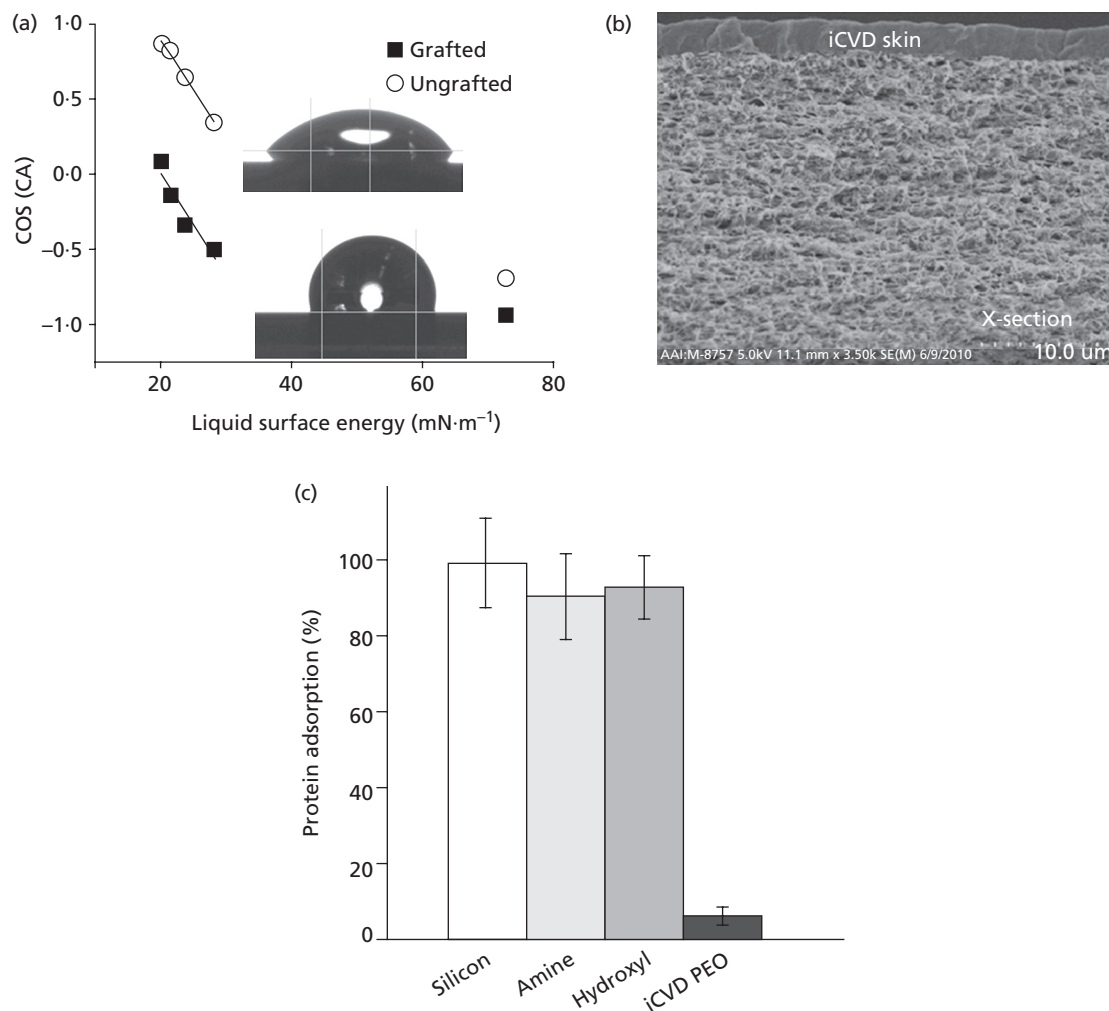 (a)
1·0
0·5
0·0
−0·5
−1·0
COS (CA)
Grafted
Ungrafted
20
40
60
80
Liquid surface energy (mN·m⁻¹)
(b)
iCVD skin
X-section
AAI:M-8757 5.0kV 11.1 mm x 3.50k SE(M) 6/9/2010
10.0 um
(c)
100
80
60
40
20
0
Protein adsorption (%)
Silicon
Amine
Hydroxyl
iCVD PEO